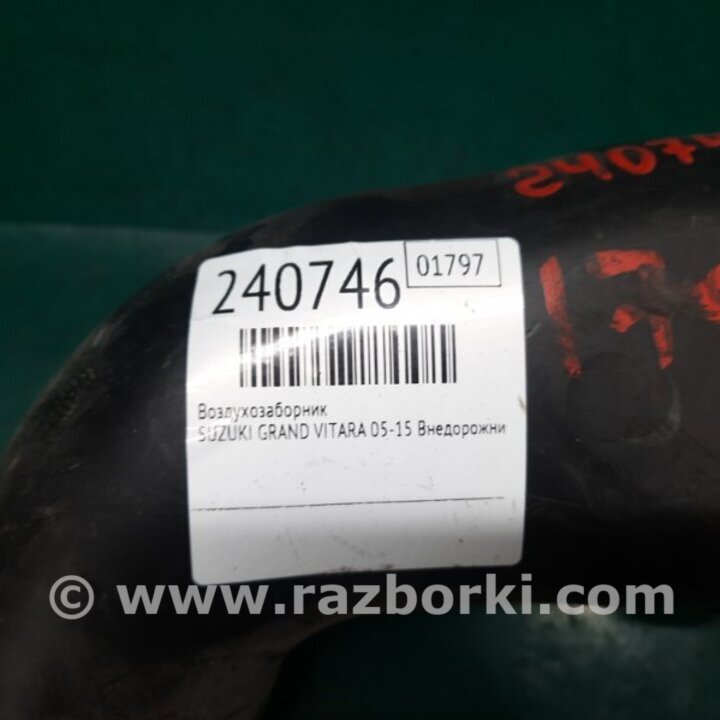 240746
01797
Воздухозаборник
SUZUKI GRAND VITARA 05-15 Внедорожни
© www.razborki.com